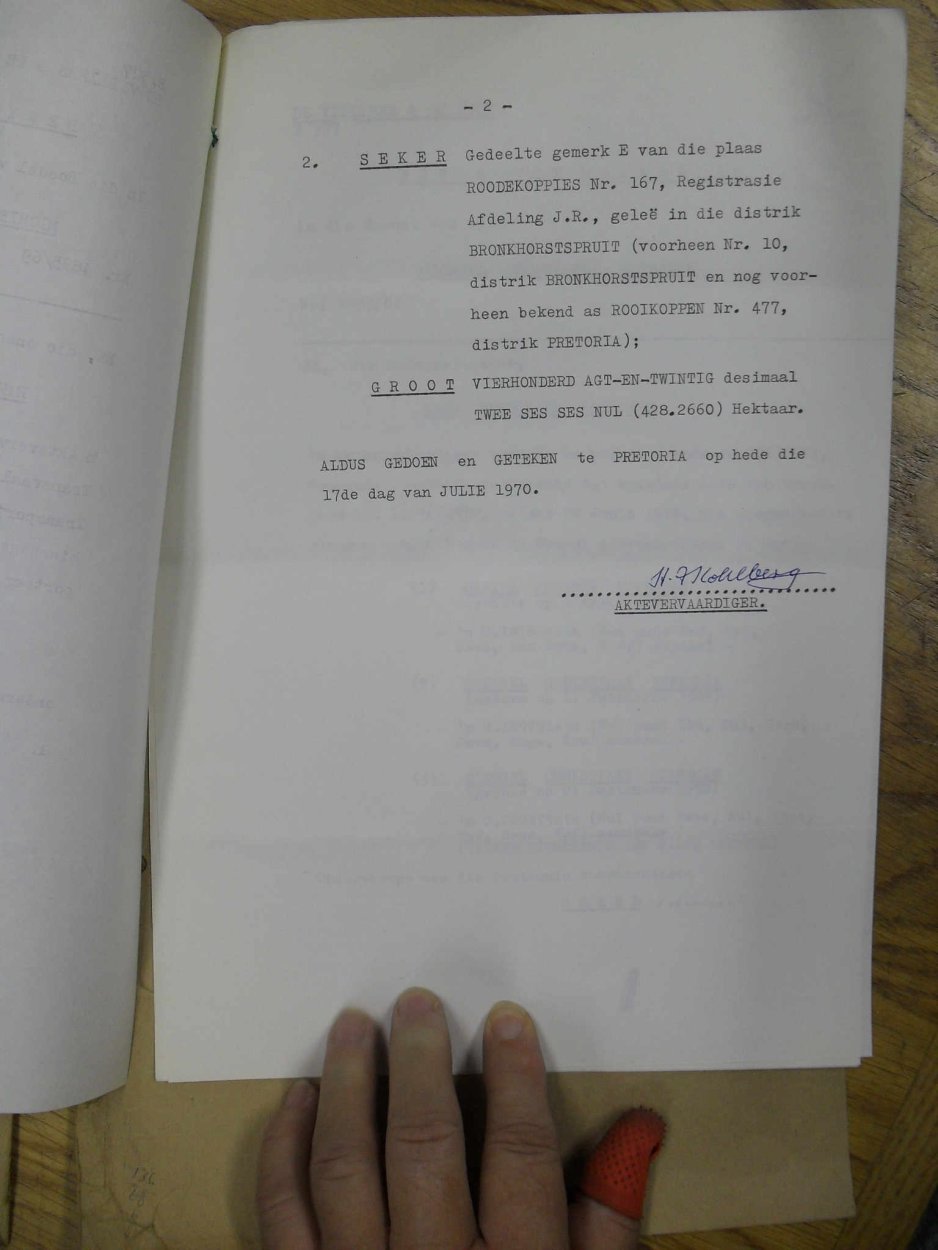 - 2 -
2. S E K E R Gedeelte gemerk E van die plaas
ROODEKOPPIES Nr. 167, Registrasie
Afdeling J.R., geleë in die distrik
BRONKHORSTSPRUIT (voorheen Nr. 10,
distrik BRONKHORSTSPRUIT en nog voor-
heen bekend as ROOIKOPPEN Nr. 477,
distrik PRETORIA);
G R O O T VIERHONDERD AGT-EN-TWINTIG desimaal
TWEE SES SES NUL (428.2660) Hektaar.
ALDUS GEDOEN en GETEKEN te PRETORIA op hede die
17de dag van JULIE 1970.
AKTEVERVAARDIGER.